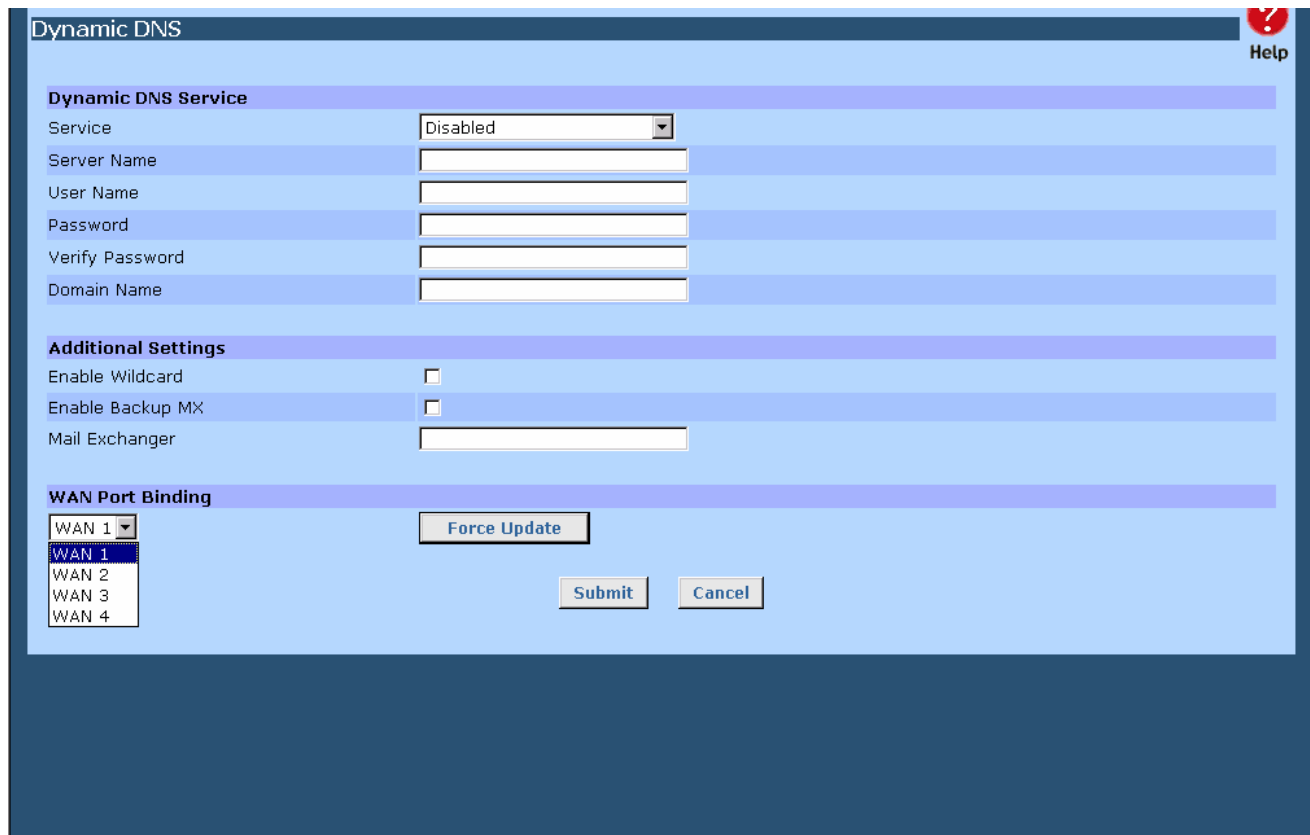 Dynamic DNS
?
Help
Dynamic DNS Service
Service
Disabled
Server Name
User Name
Password
Verify Password
Domain Name
Additional Settings
Enable Wildcard
Enable Backup MX
Mail Exchanger
WAN Port Binding
WAN 1
Force Update
WAN 1
WAN 2
WAN 3
WAN 4
Submit
Cancel